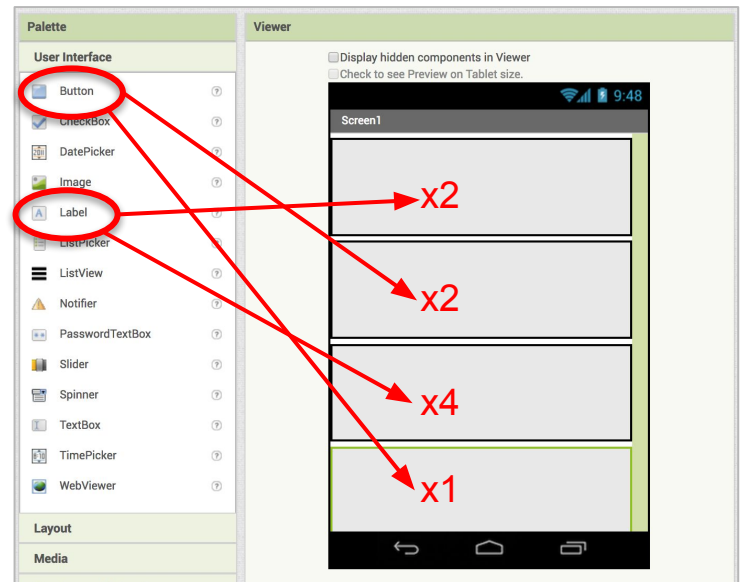 Palette
User Interface
Button
CheckBox
DatePicker
Image
Label
ListPicker
ListView
Notifier
PasswordTextBox
Slider
Spinner
TextBox
TimePicker
WebViewer
Layout
Media
Viewer
Display hidden components in Viewer
Check to see Preview on Tablet size.
9:48
Screen1
x2
x2
x4
x1